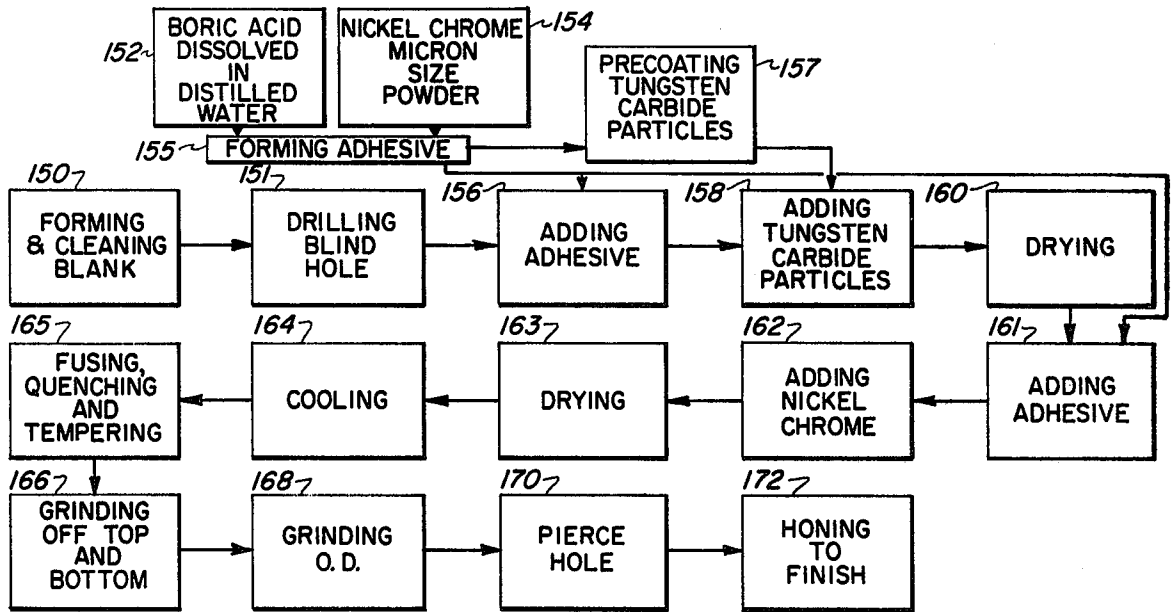 152
BORIC ACID
DISSOLVED
IN
DISTILLED
WATER
154
NICKEL CHROME
MICRON
SIZE
POWDER
157
PRECOATING
TUNGSTEN
CARBIDE
PARTICLES
155
FORMING ADHESIVE
150
FORMING
& CLEANING
BLANK
151
DRILLING
BLIND
HOLE
156
ADDING
ADHESIVE
158
ADDING
TUNGSTEN
CARBIDE
PARTICLES
160
DRYING
165
FUSING,
QUENCHING
AND
TEMPERING
164
COOLING
163
DRYING
162
ADDING
NICKEL
CHROME
161
ADDING
ADHESIVE
166
GRINDING
OFF TOP
AND
BOTTOM
168
GRINDING
O.D.
170
PIERCE
HOLE
172
HONING
TO
FINISH